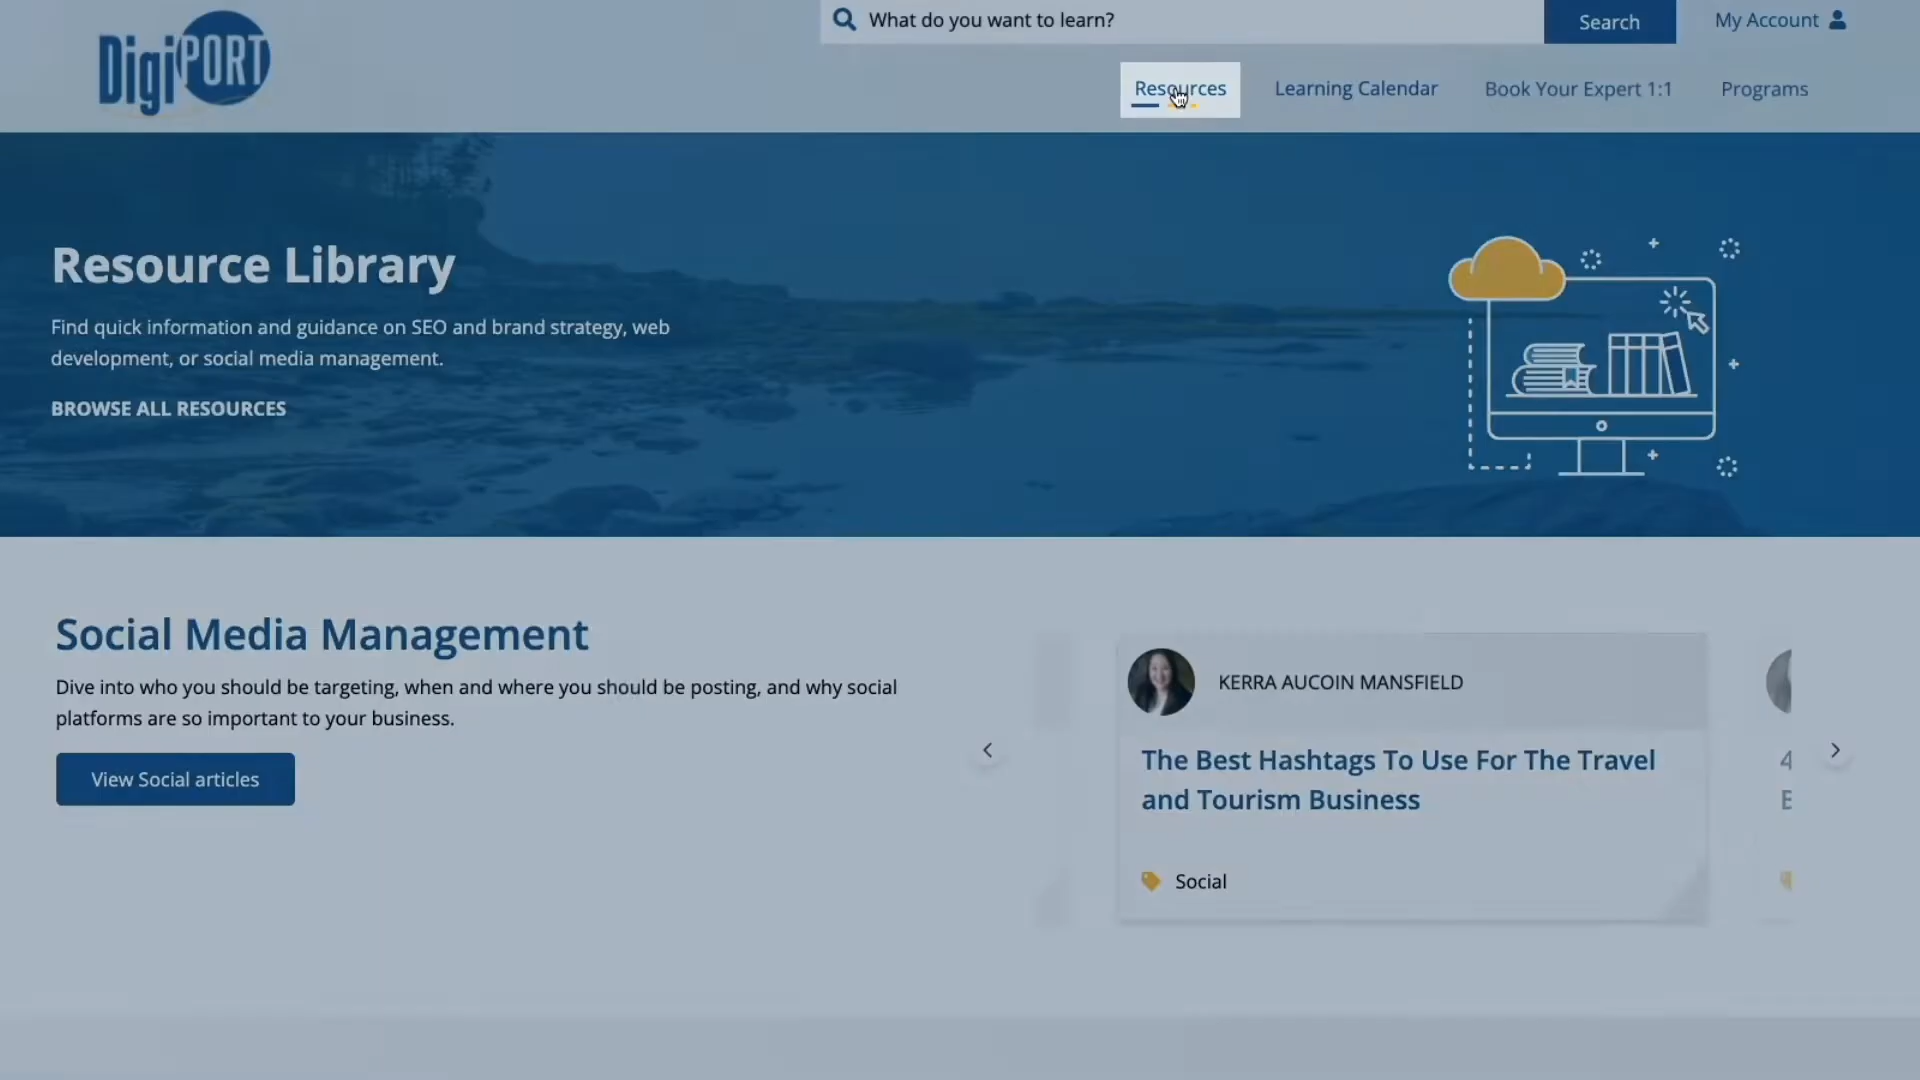 DigiPORT
What do you want to learn?
Search
My Account
Resources
Learning Calendar
Book Your Expert 1:1
Programs
Resource Library
Find quick information and guidance on SEO and brand strategy, web
development, or social media management.
BROWSE ALL RESOURCES
Social Media Management
Dive into who you should be targeting, when and where you should be posting, and why social
platforms are so important to your business.
View Social articles
KERRA AUCOIN MANSFIELD
The Best Hashtags To Use For The Travel
and Tourism Business
Social
4